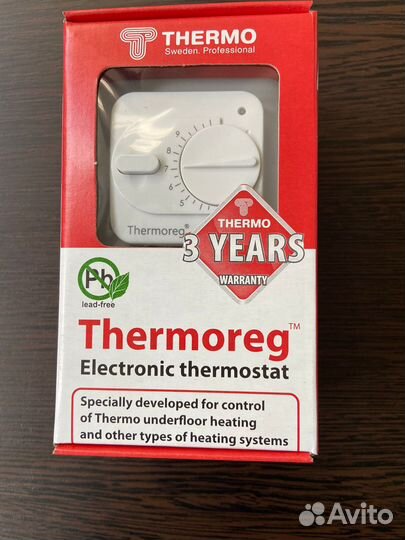 THERMO
Sweden. Professional
9
8
7
6
5
Thermoreg®
THERMO
3 YEARS
WARRANTY
Pb
lead-free
Thermoreg™
Electronic thermostat
Specially developed for control
of Thermo underfloor heating
and other types of heating systems
Avito